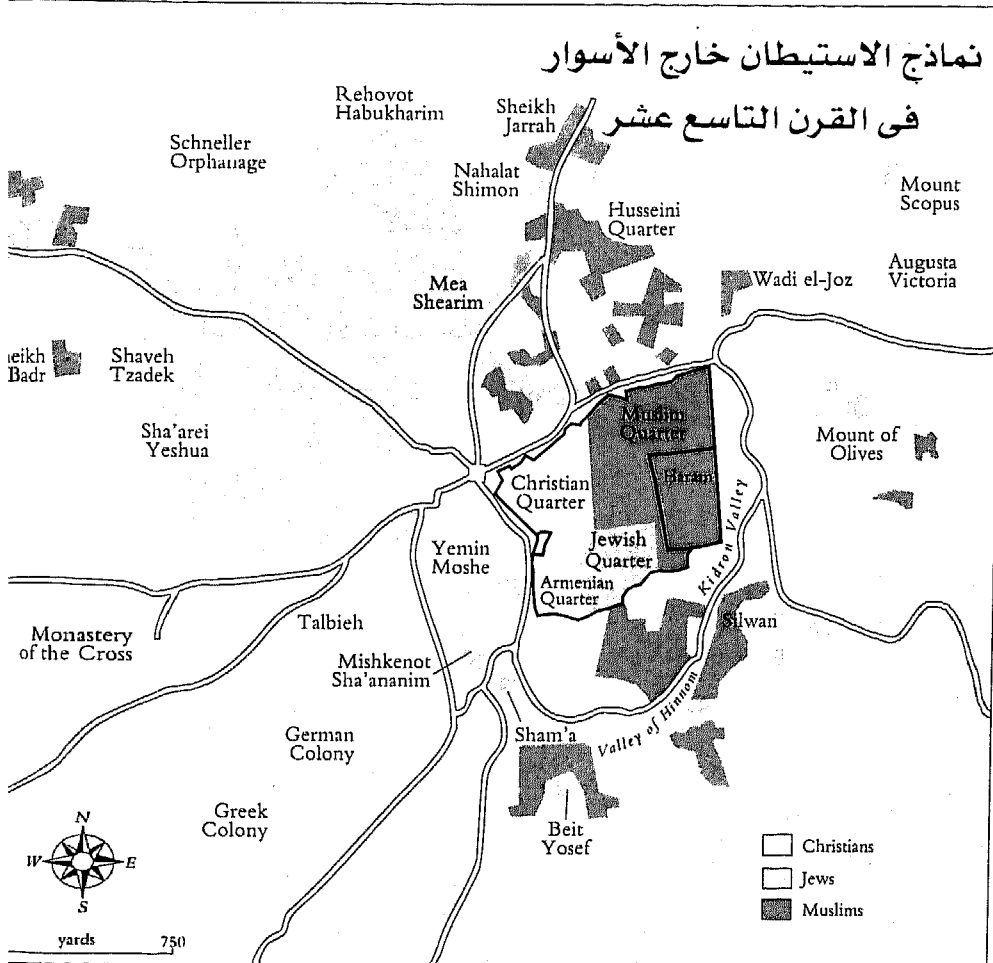 نماذج الاستيطان خارج الأسوار
فى القرن التاسع عشر
Rehovot
Habukharim
Sheikh
Jarrah
Schneller
Orphanage
Nahalat
Shimon
Mount
Scopus
Husseini
Quarter
Augusta
Victoria
Wadi el-Joz
Mea
Shearim
eikh
Badr
Shaveh
Tzadek
Sha'arei
Yeshua
Muslim
Quarter
Mount of
Olives
Christian
Quarter
Haram
Jewish
Quarter
Yemin
Moshe
Armenian
Quarter
Kidron Valley
Silwan
Talbieh
Monastery
of the Cross
Mishkenot
Sha'ananim
Sham'a
Valley of Hinnom
German
Colony
Greek
Colony
Beit
Yosef
N
W E
S
Christians
Jews
Muslims
yards 750